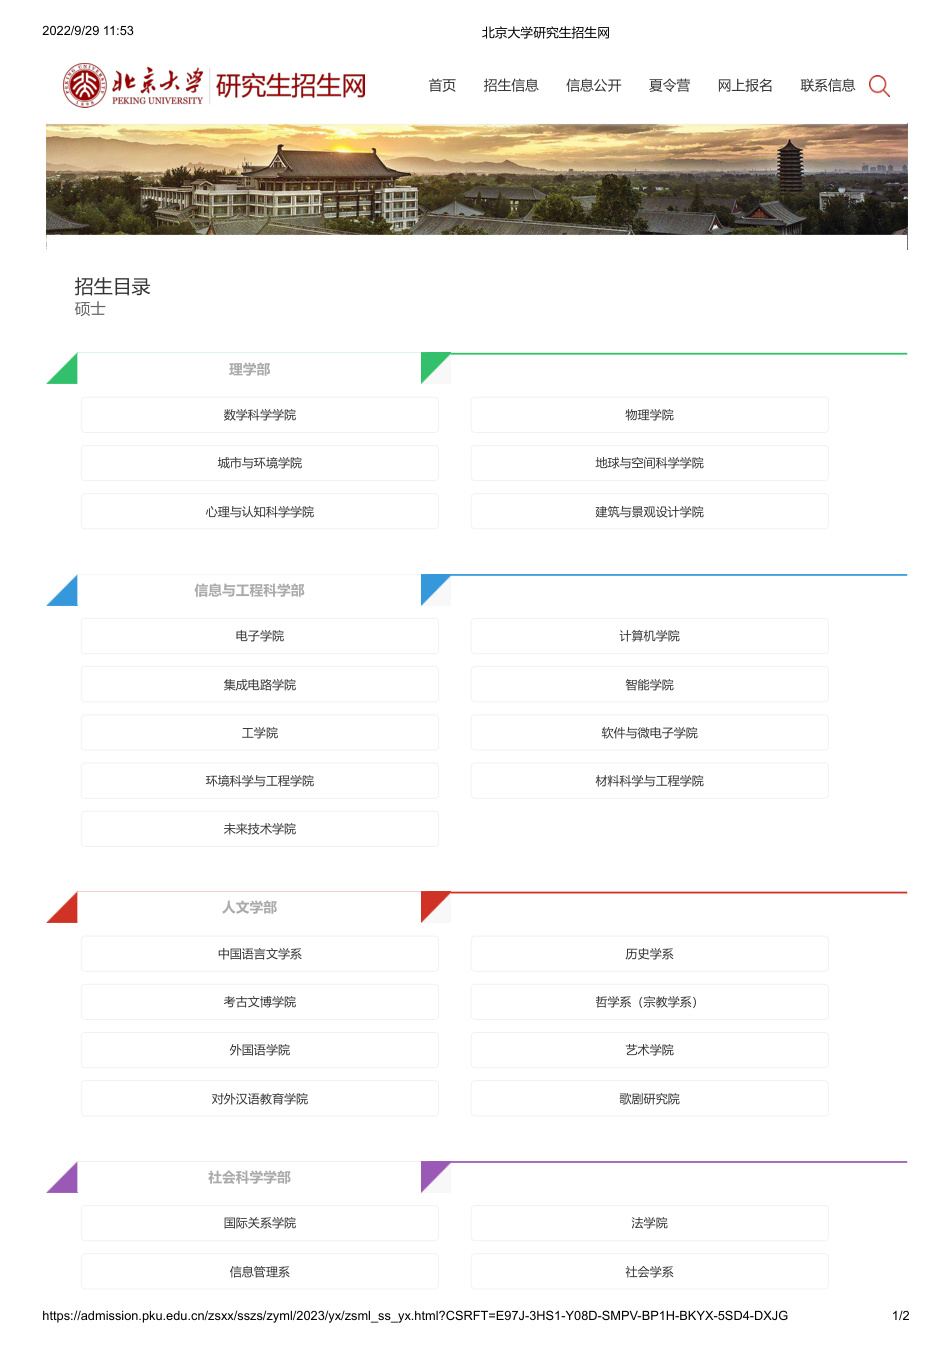 2022/9/29 11:53 北京大学研究生招生网
北京大学 研究生招生网
PEKING UNIVERSITY
首页 招生信息 信息公开 夏令营 网上报名 联系信息
招生目录
硕士
理学部
数学科学学院 物理学院
城市与环境学院 地球与空间科学学院
心理与认知科学学院 建筑与景观设计学院
信息与工程科学部
电子学院 计算机学院
集成电路学院 智能学院
工学院 软件与微电子学院
环境科学与工程学院 材料科学与工程学院
未来技术学院
人文学部
中国语言文学系 历史学系
考古文博学院 哲学系（宗教学系）
外国语学院 艺术学院
对外汉语教育学院 歌剧研究院
社会科学学部
国际关系学院 法学院
信息管理系 社会学系
https://admission.pku.edu.cn/zsxx/sszs/zyml/2023/yx/zsml_ss_yx.html?CSRFT=E97J-3HS1-Y08D-SMPV-BP1H-BKYX-5SD4-DXJG 1/2